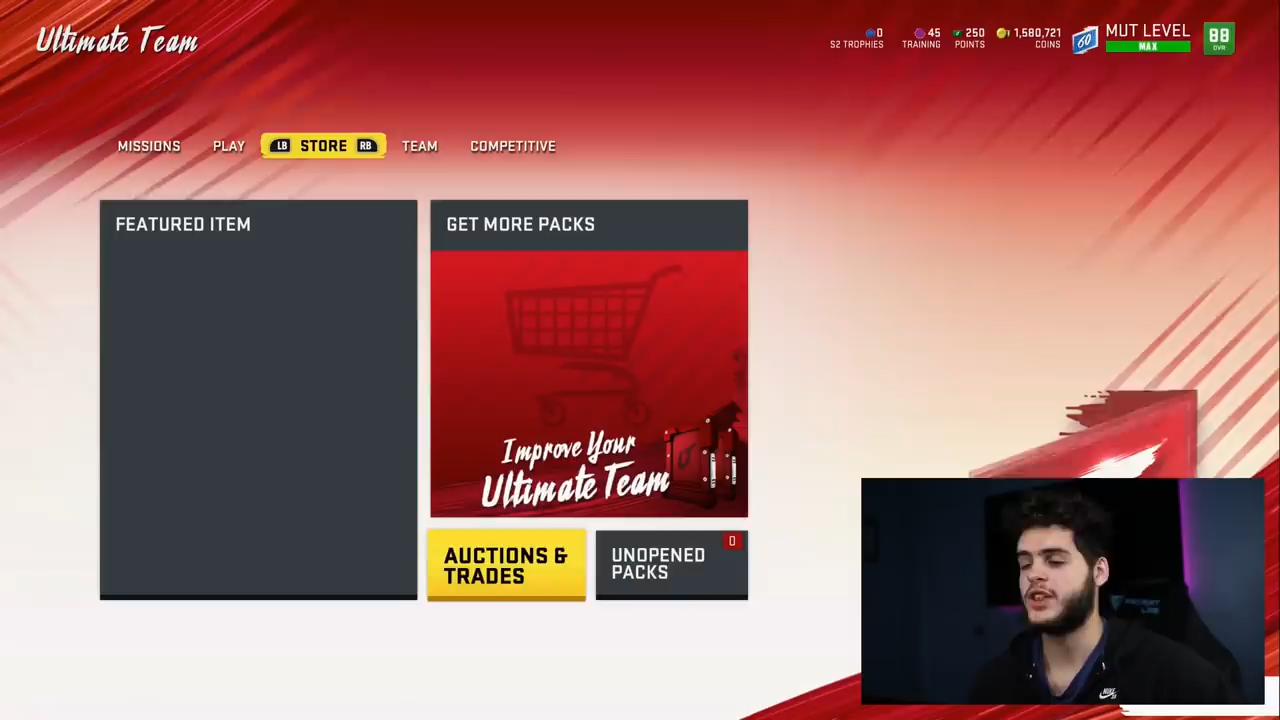 Ultimate Team
0
S2 TROPHIES
45
TRAINING
250
POINTS
1,580,721
COINS
60
MUT LEVEL
MAX
88
OVR
MISSIONS
PLAY
LB STORE RB
TEAM
COMPETITIVE
FEATURED ITEM
GET MORE PACKS
Improve Your
Ultimate Team
AUCTIONS &
TRADES
UNOPENED
PACKS
0